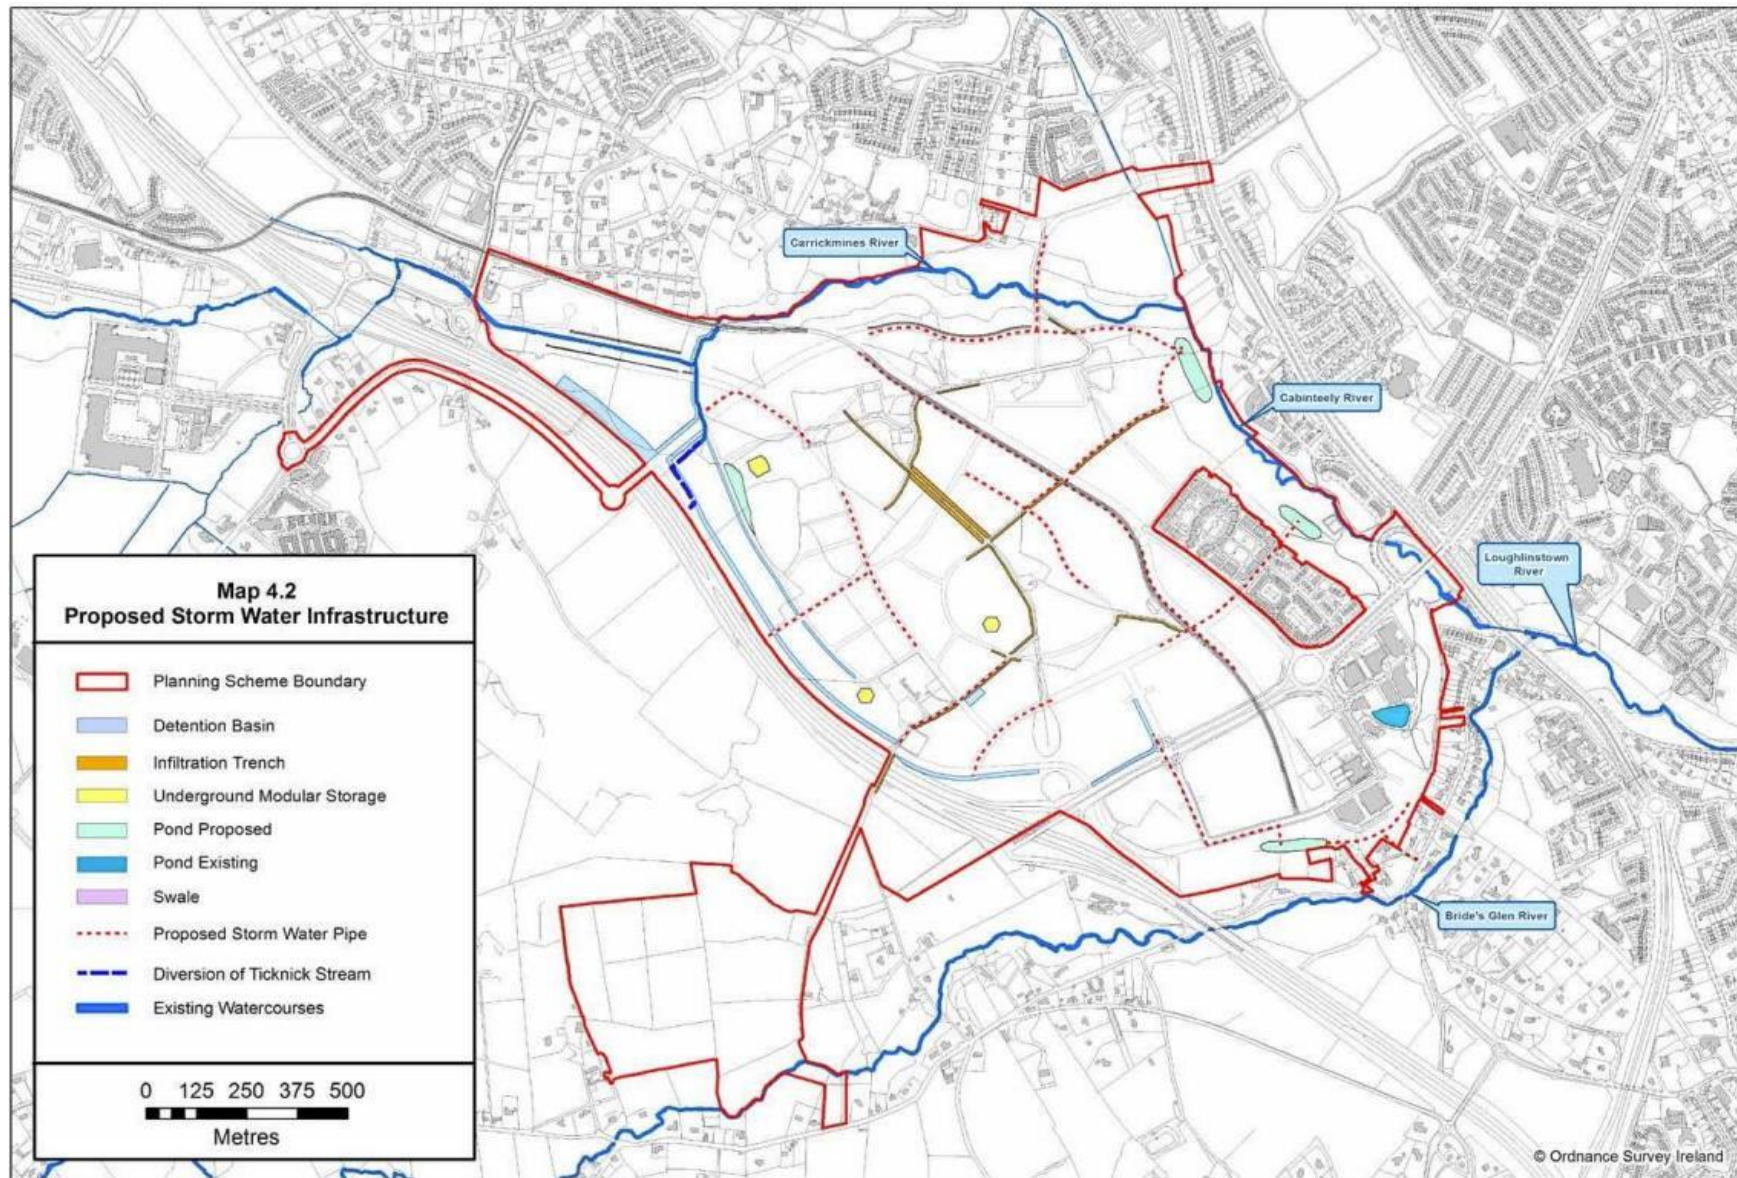 Carrickmines River
Cabinteely River
Loughlinstown
River
Bride's Glen River
Map 4.2
Proposed Storm Water Infrastructure
Planning Scheme Boundary
Detention Basin
Infiltration Trench
Underground Modular Storage
Pond Proposed
Pond Existing
Swale
Proposed Storm Water Pipe
Diversion of Ticknick Stream
Existing Watercourses
0 125 250 375 500
Metres
© Ordnance Survey Ireland